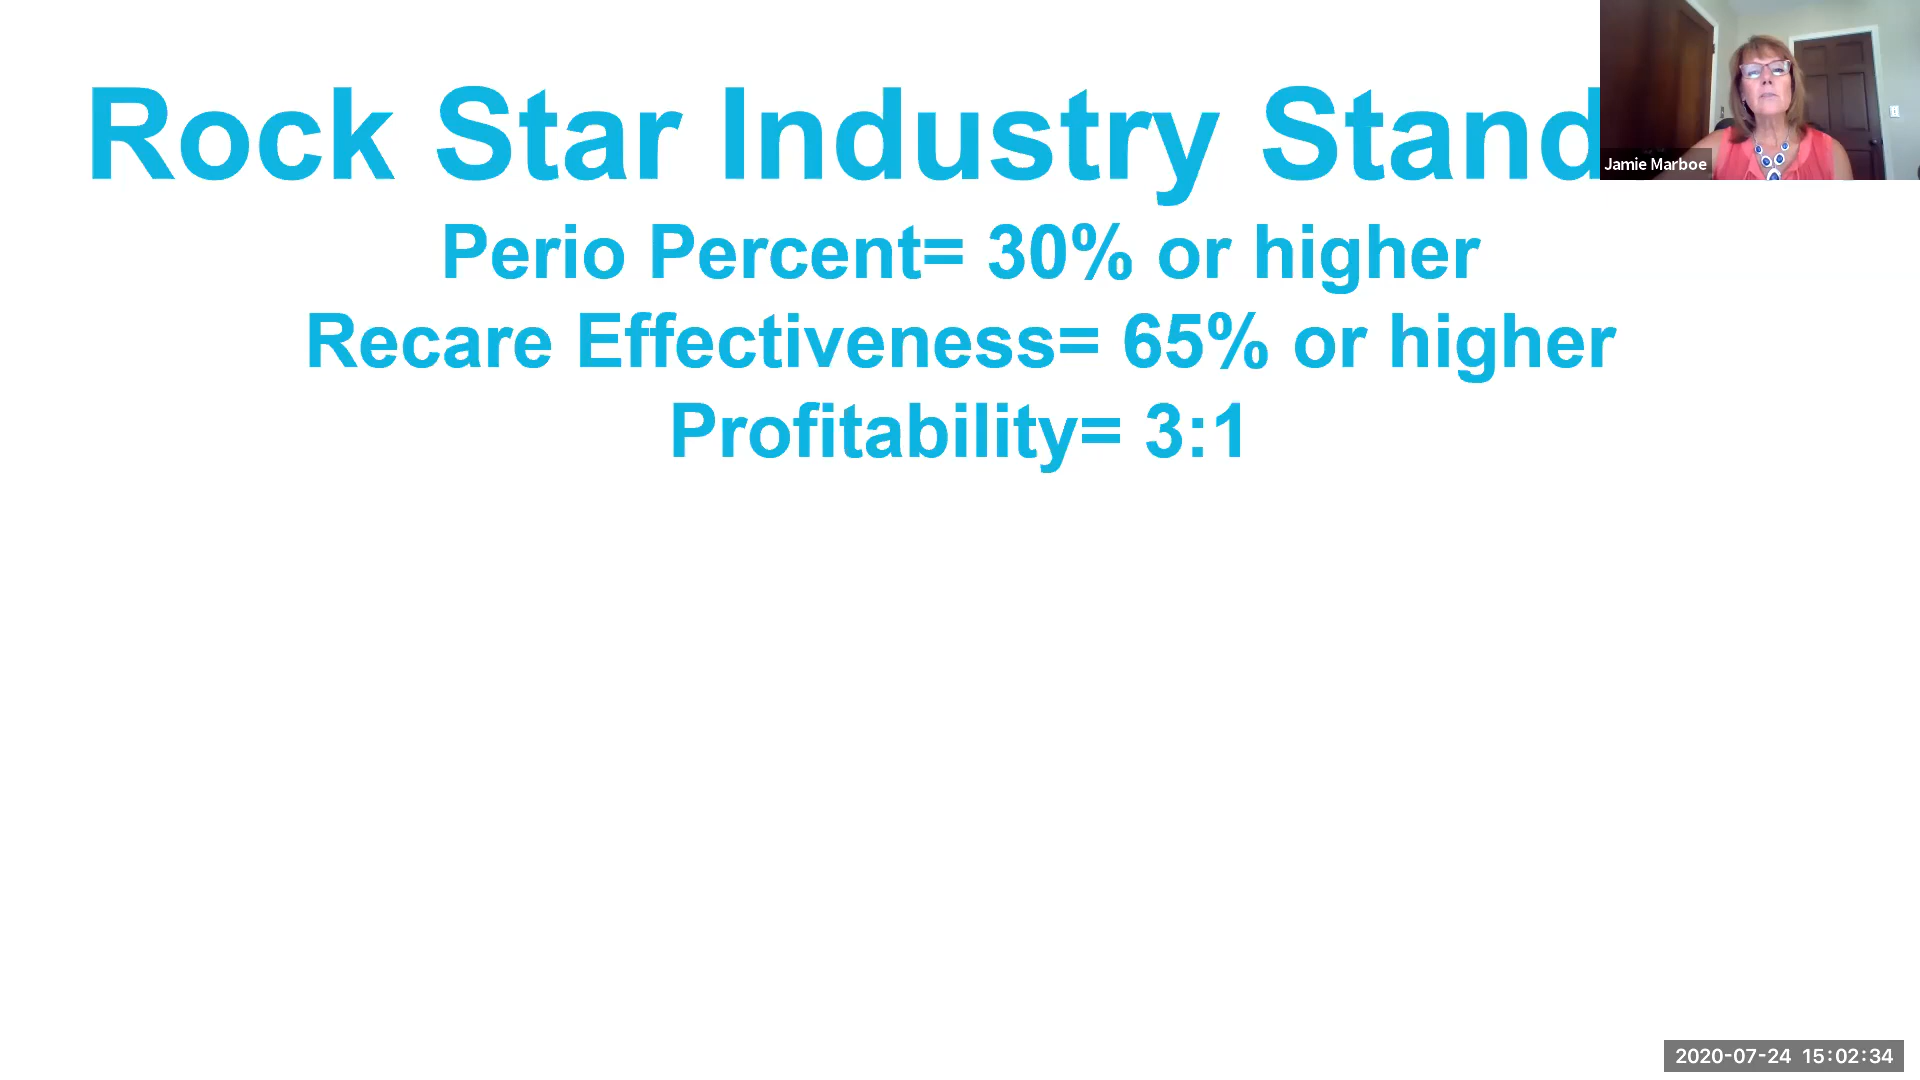 Rock Star Industry Stand
Jamie Marboe
Perio Percent= 30% or higher
Recare Effectiveness= 65% or higher
Profitability= 3:1
2020-07-24 15:02:34